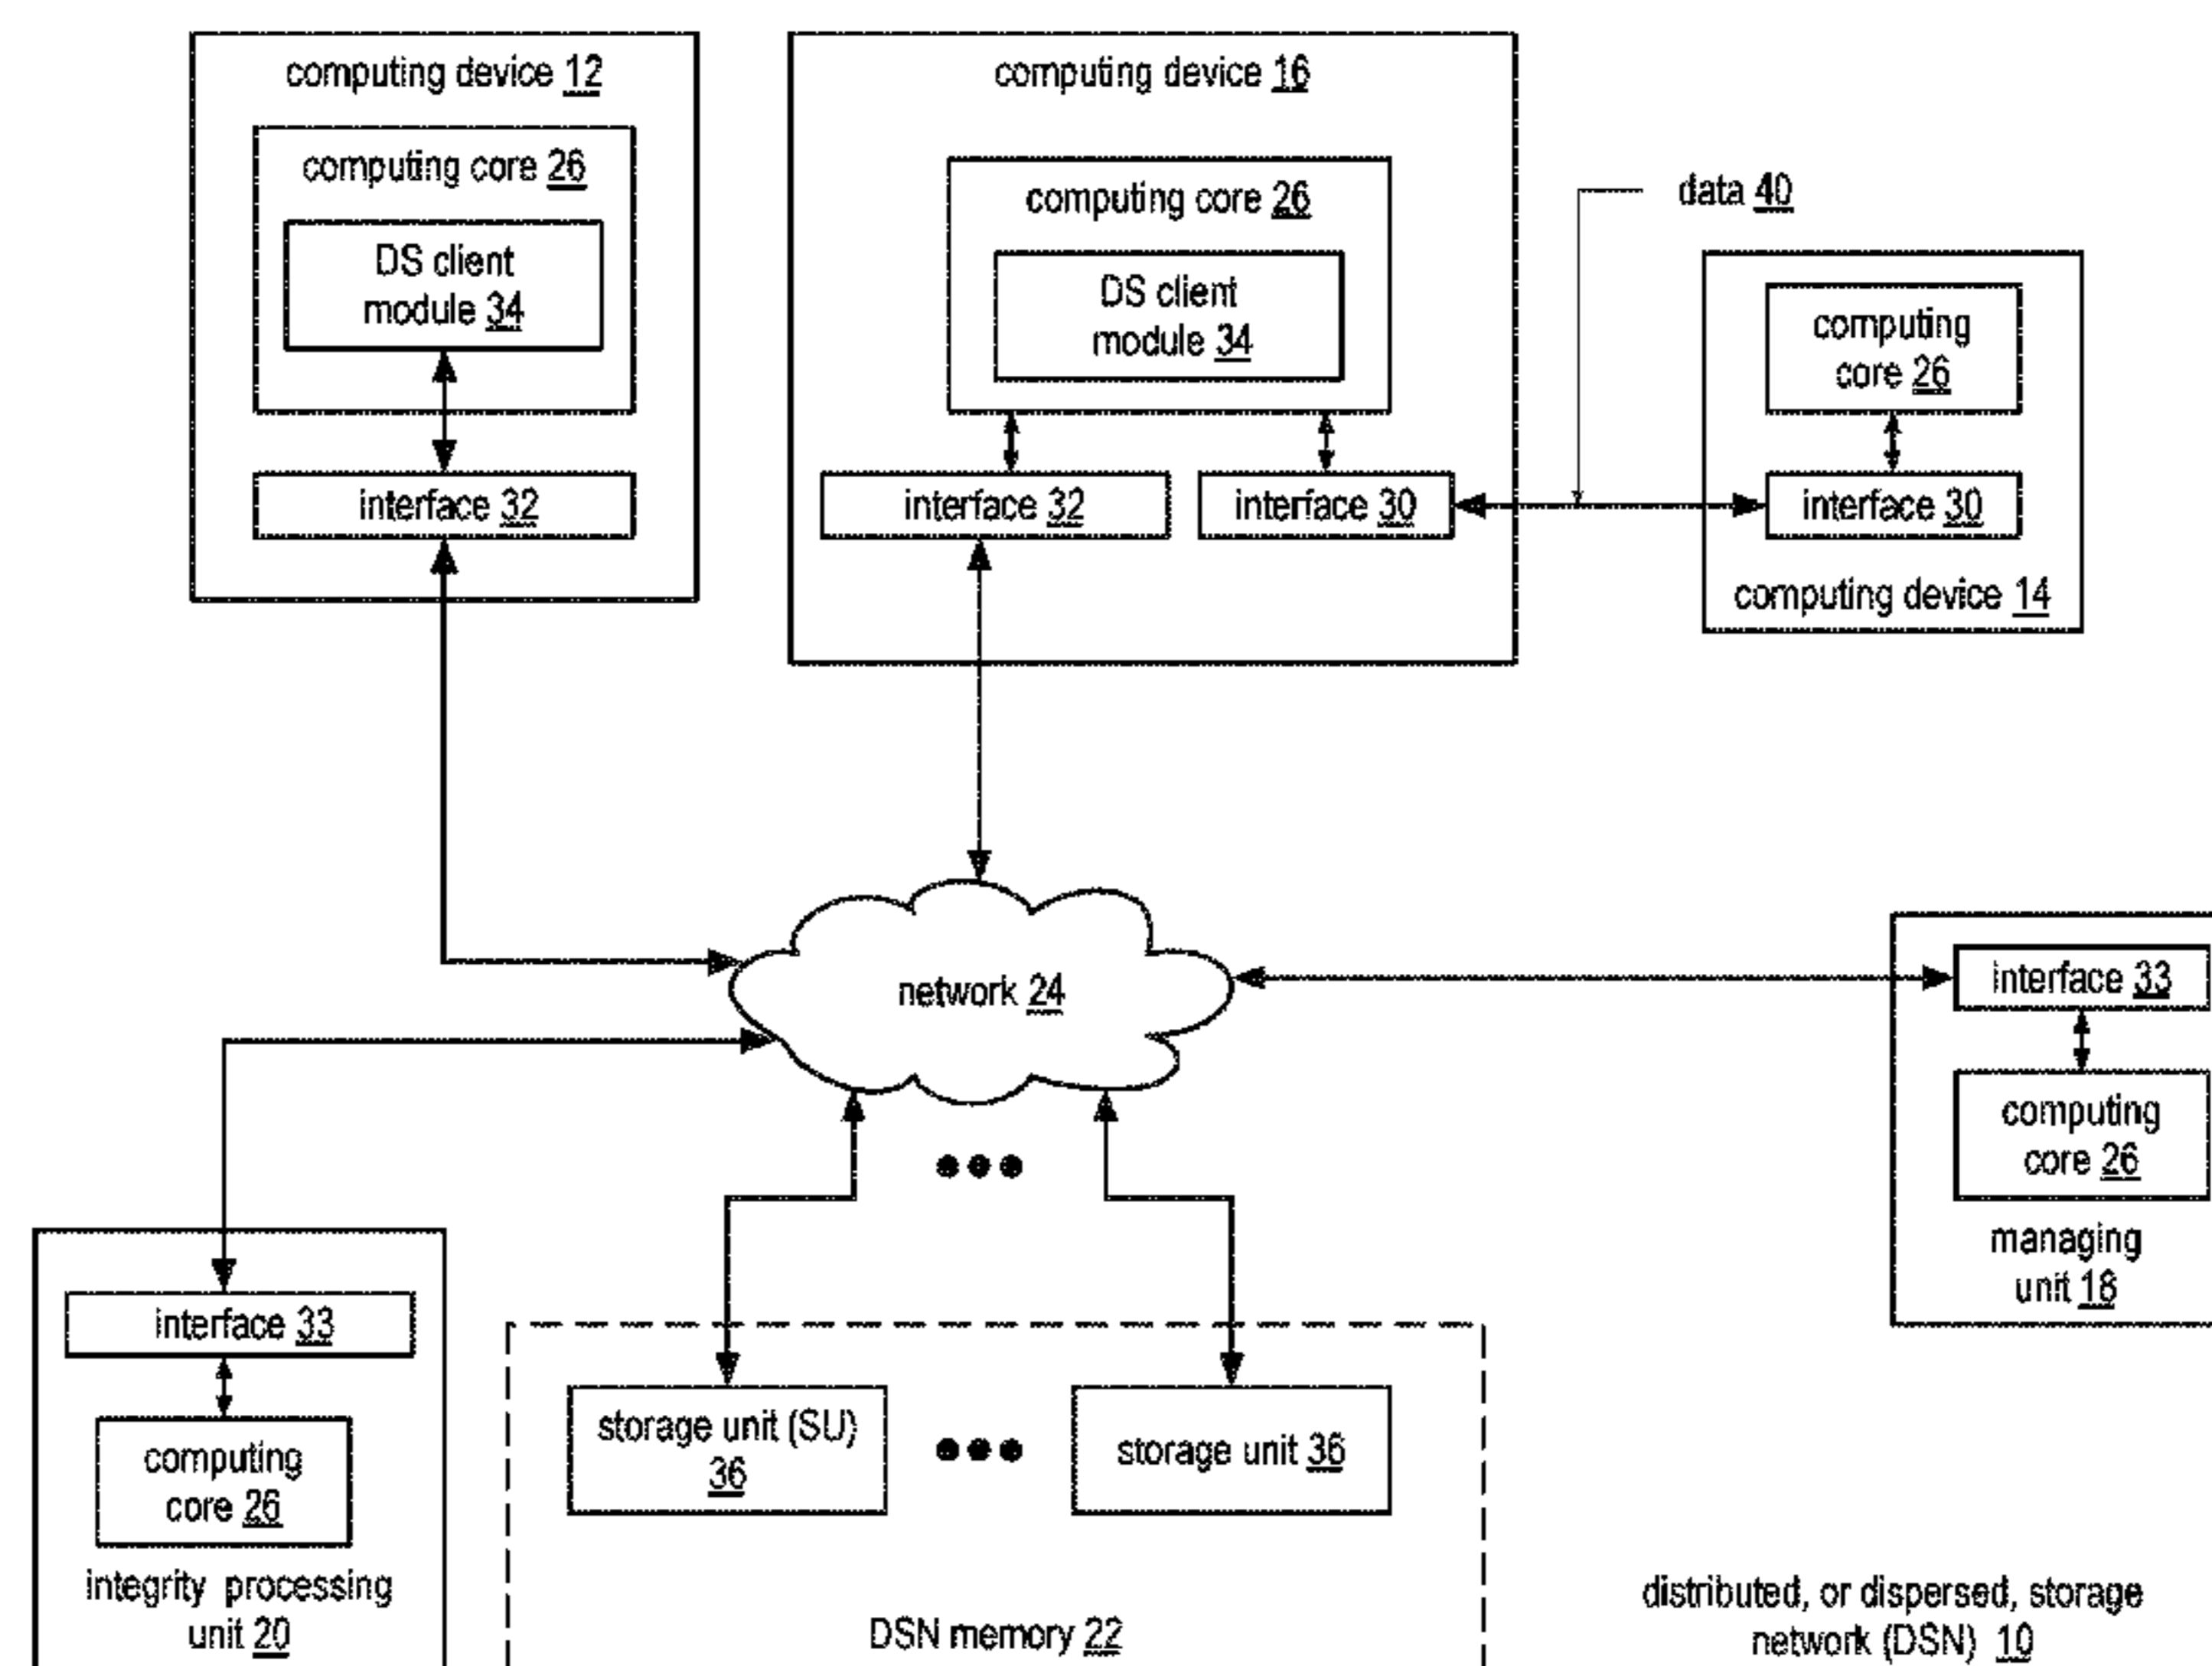 computing device 12
computing core 26
DS client
module 34
interface 32
computing device 16
computing core 26
DS client
module 34
interface 32
interface 30
data 40
computing
core 26
interface 30
computing device 14
network 24
interface 33
computing
core 26
managing
unit 18
interface 33
computing
core 26
integrity processing
unit 20
storage unit (SU)
36
storage unit 36
DSN memory 22
distributed, or dispersed, storage
network (DSN) 10